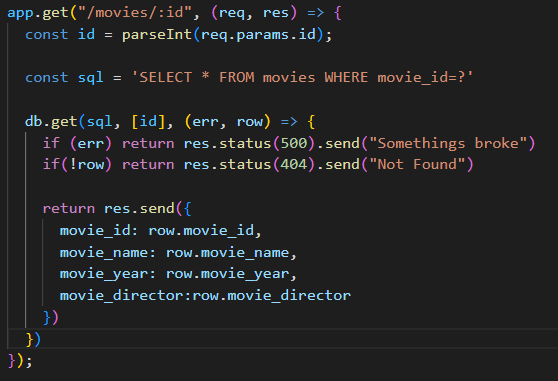 app.get("/movies/:id", (req, res) => {
const id = parseInt(req.params.id);
const sql = 'SELECT * FROM movies WHERE movie_id=?'
db.get(sql, [id], (err, row) => {
if (err) return res.status(500).send("Somethings broke")
if(!row) return res.status(404).send("Not Found")
return res.send({
movie_id: row.movie_id,
movie_name: row.movie_name,
movie_year: row.movie_year,
movie_director:row.movie_director
})
})
});